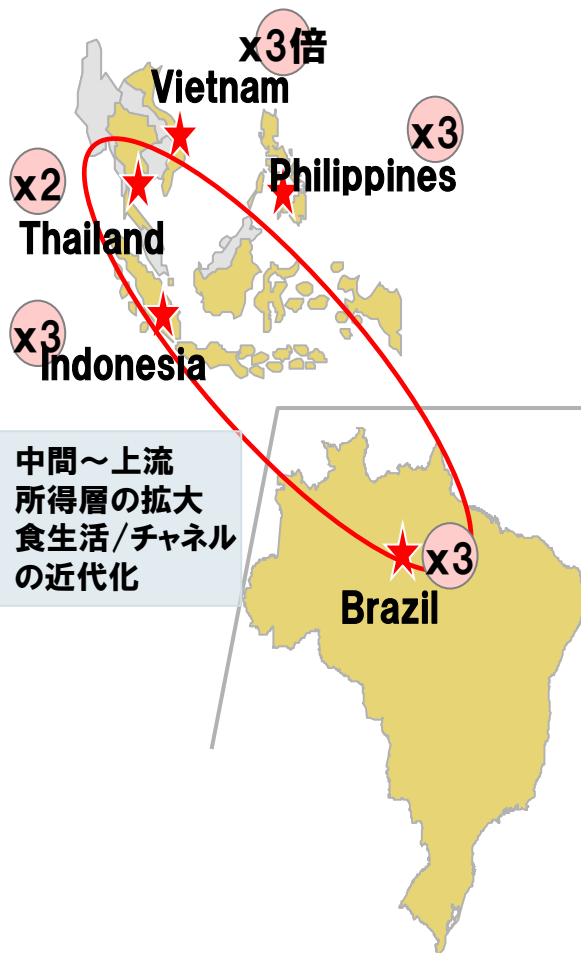 x3倍
Vietnam
x3
Philippines
x2
Thailand
x3
Indonesia
中間～上流
所得層の拡大
食生活/チャネル
の近代化
x3
Brazil